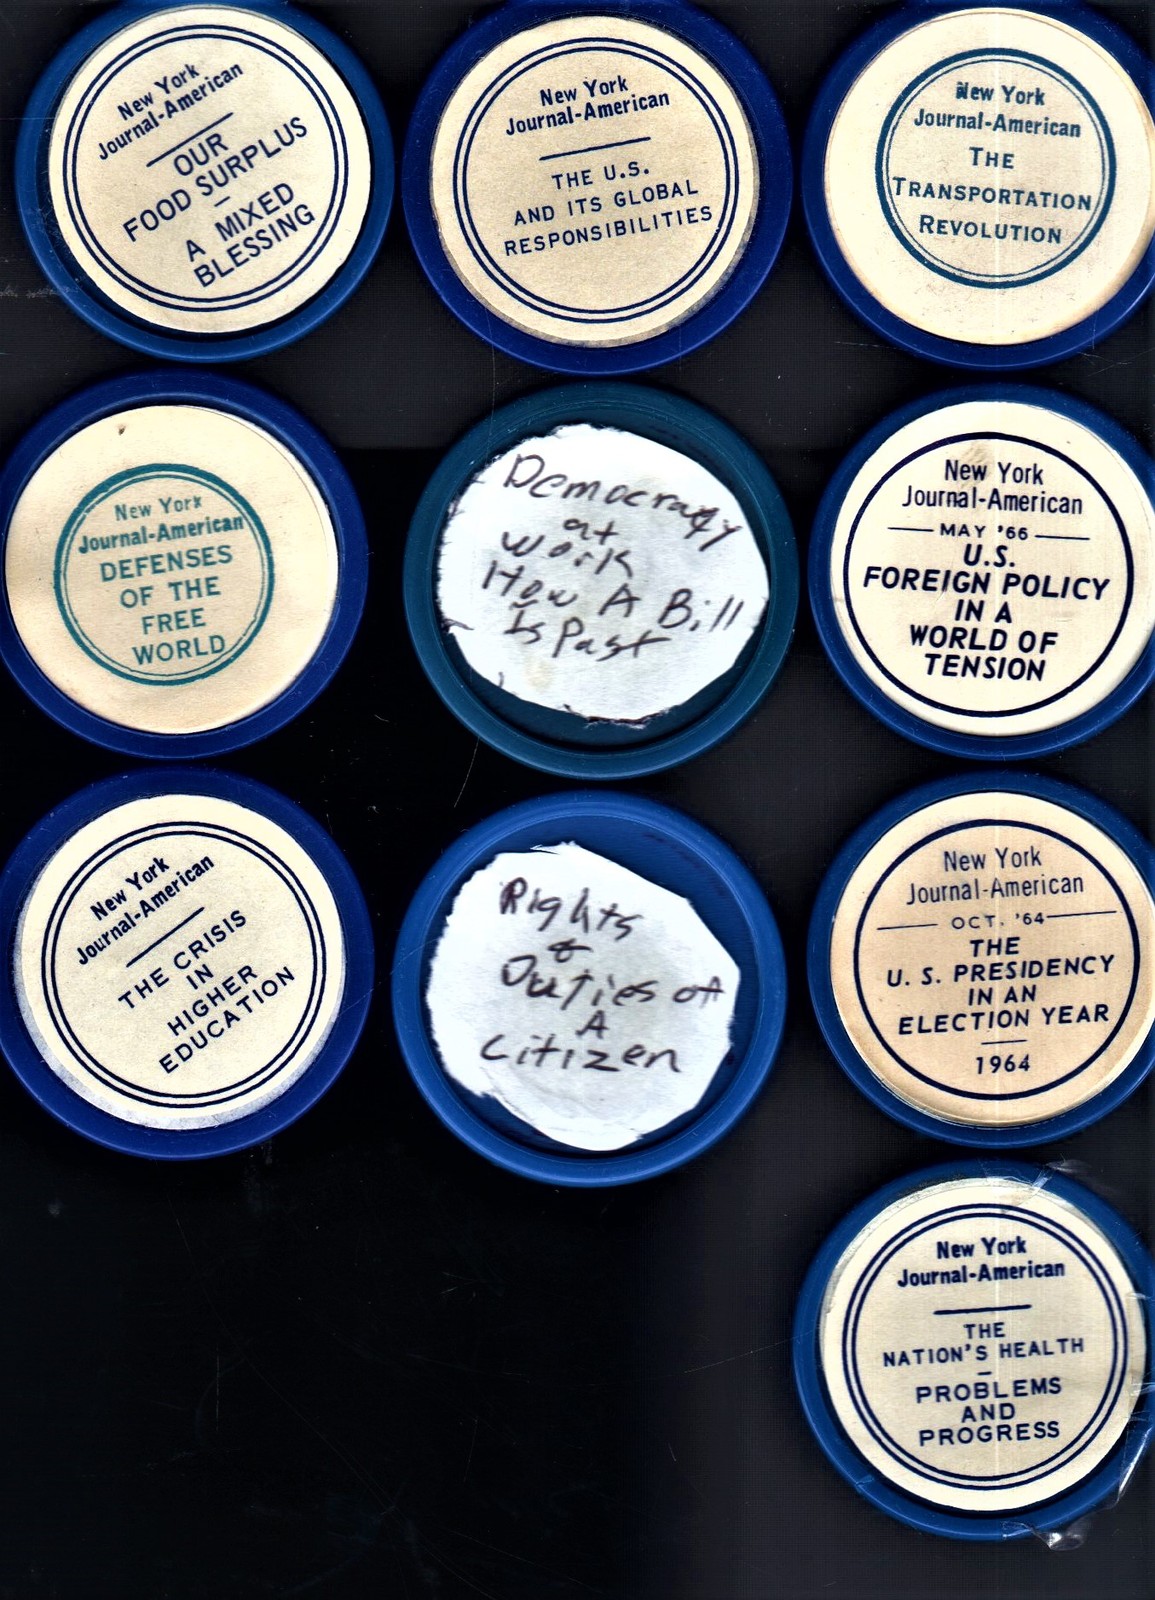 New York
Journal-American
OUR
FOOD SURPLUS
–
A MIXED
BLESSING
New York
Journal-American
THE U.S.
AND ITS GLOBAL
RESPONSIBILITIES
New York
Journal-American
THE
TRANSPORTATION
REVOLUTION
New York
Journal-American
DEFENSES
OF THE
FREE
WORLD
Democracy
at
Work
How A Bill
Is Past
New York
Journal-American
MAY '66
U.S.
FOREIGN POLICY
IN A
WORLD OF
TENSION
New York
Journal-American
THE CRISIS
IN
HIGHER
EDUCATION
Rights
&
Duties of
A
Citizen
New York
Journal-American
OCT. '64
THE
U. S. PRESIDENCY
IN AN
ELECTION YEAR
1964
New York
Journal-American
THE
NATION'S HEALTH
–
PROBLEMS
AND
PROGRESS